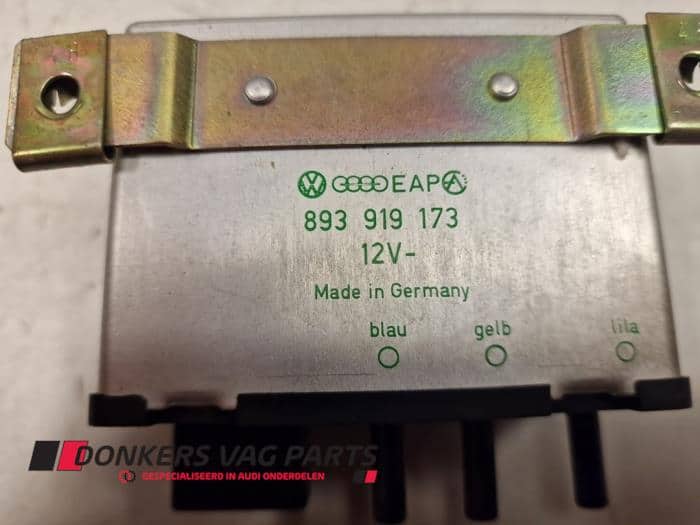 EAP
893 919 173
12V-
Made in Germany
blau gelb lila
DONKERS VAG PARTS
GESPECIALISEERD IN AUDI ONDERDELEN